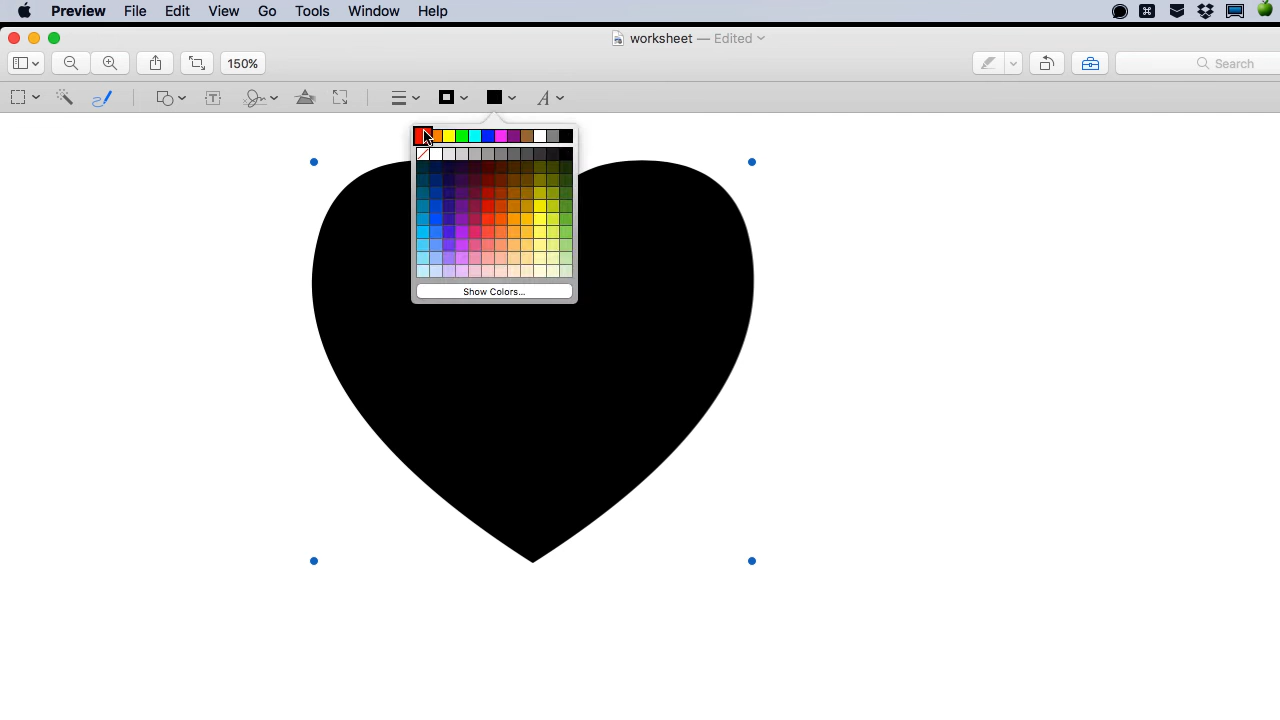 Preview File Edit View Go Tools Window Help
worksheet — Edited
150%
Search
A
Show Colors...